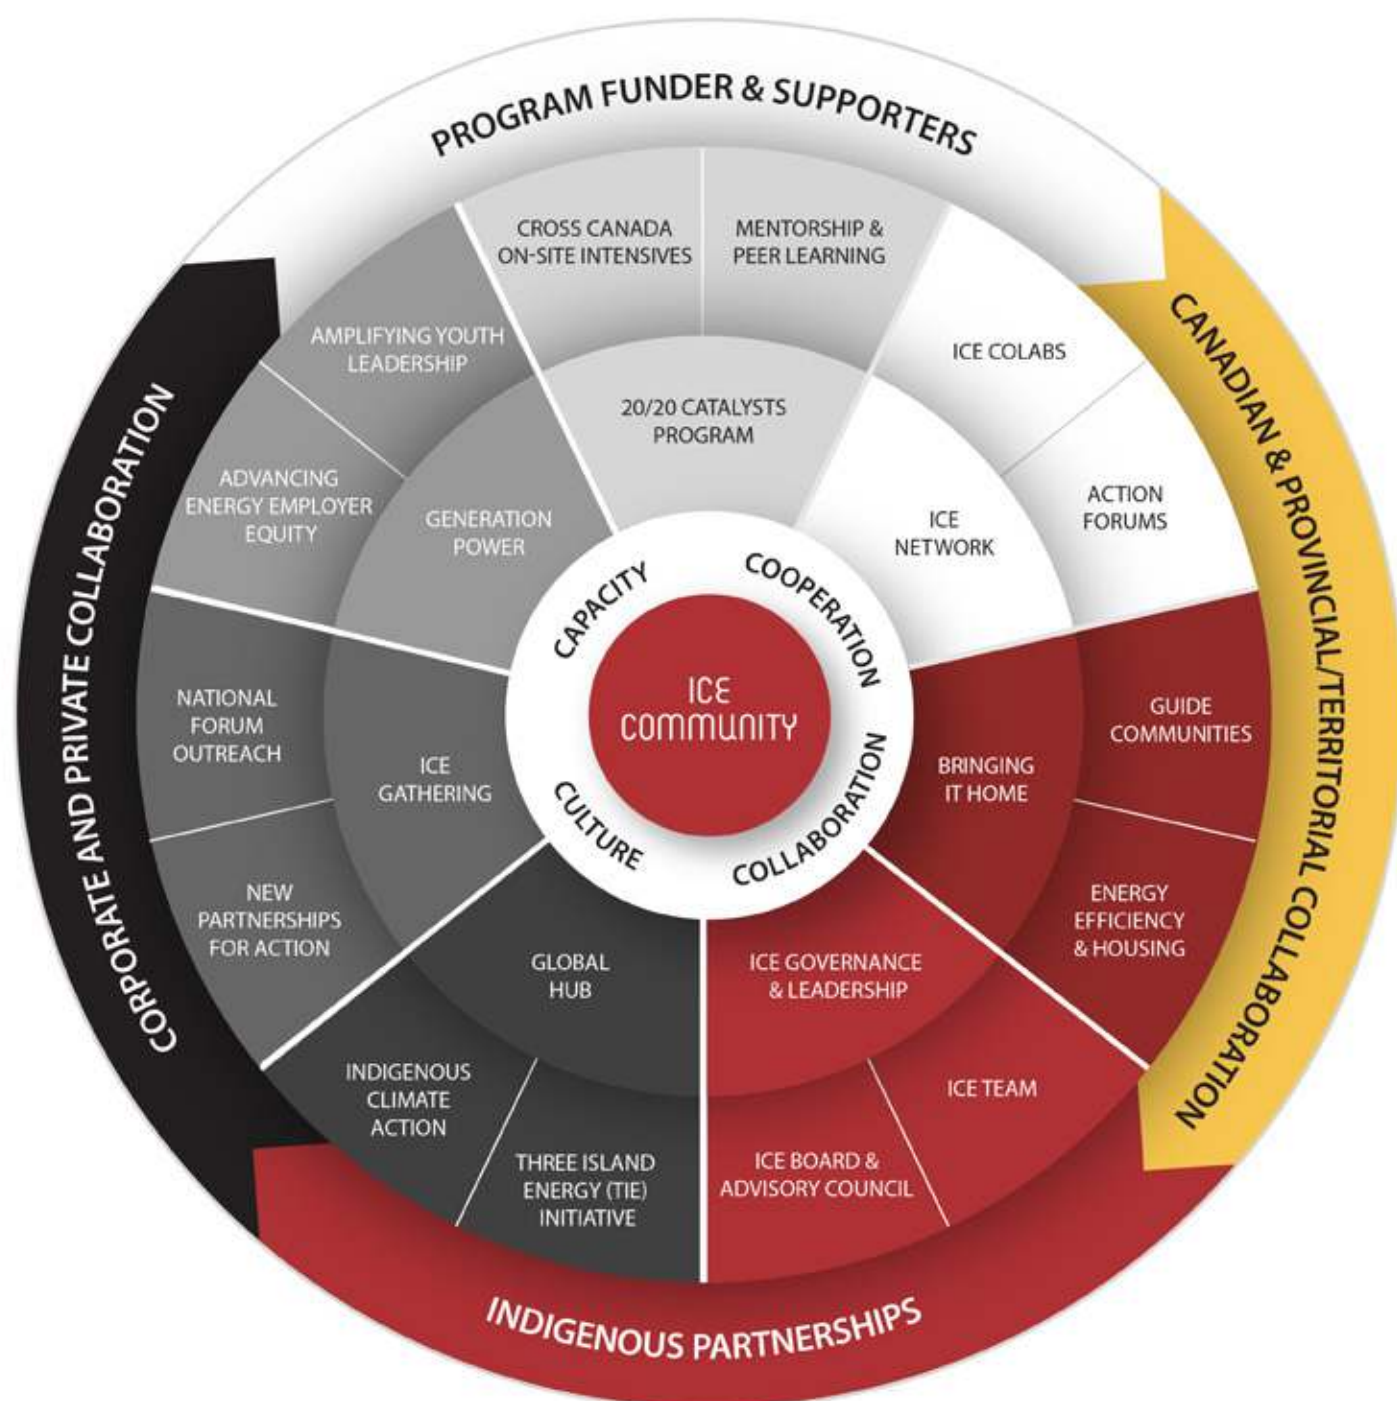 PROGRAM FUNDER & SUPPORTERS
CANADIAN & PROVINCIAL/TERRITORIAL COLLABORATION
INDIGENOUS PARTNERSHIPS
CORPORATE AND PRIVATE COLLABORATION
CROSS CANADA
ON-SITE INTENSIVES
MENTORSHIP &
PEER LEARNING
20/20 CATALYSTS
PROGRAM
ICE COLABS
ACTION
FORUMS
ICE
NETWORK
GUIDE
COMMUNITIES
ENERGY
EFFICIENCY
& HOUSING
BRINGING
IT HOME
ICE TEAM
ICE BOARD &
ADVISORY COUNCIL
ICE GOVERNANCE
& LEADERSHIP
THREE ISLAND
ENERGY (TIE)
INITIATIVE
INDIGENOUS
CLIMATE
ACTION
GLOBAL
HUB
NEW
PARTNERSHIPS
FOR ACTION
NATIONAL
FORUM
OUTREACH
ICE
GATHERING
ADVANCING
ENERGY EMPLOYER
EQUITY
AMPLIFYING YOUTH
LEADERSHIP
GENERATION
POWER
CAPACITY
COOPERATION
COLLABORATION
CULTURE
ICE
COMMUNITY